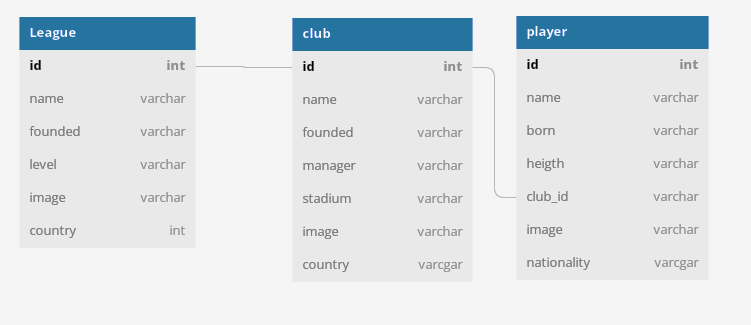 League
id int
name varchar
founded varchar
level varchar
image varchar
country int
club
id int
name varchar
founded varchar
manager varchar
stadium varchar
image varchar
country varcgar
player
id int
name varchar
born varchar
heigth varchar
club_id varchar
image varchar
nationality varcgar